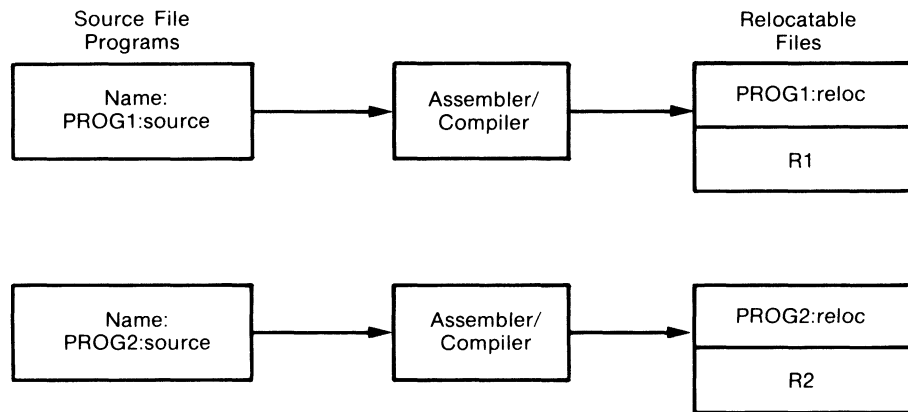 Source File
Programs
Relocatable
Files
Name:
PROG1:source
Assembler/
Compiler
PROG1:reloc
R1
Name:
PROG2:source
Assembler/
Compiler
PROG2:reloc
R2